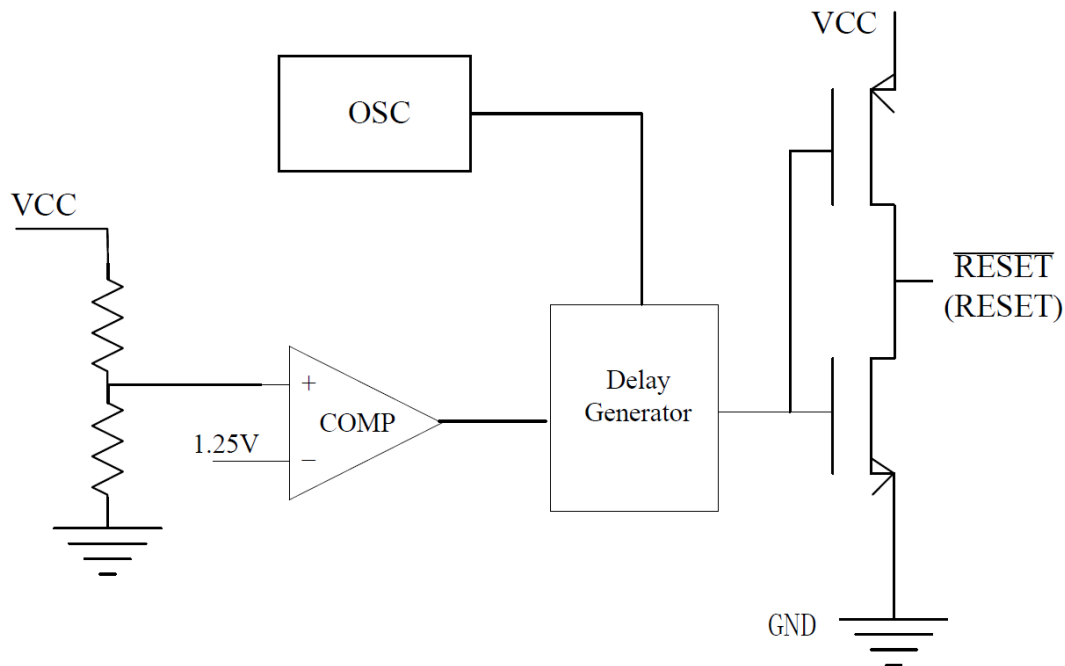 VCC
OSC
VCC
RESET
(RESET)
+
COMP
1.25V
−
Delay
Generator
GND